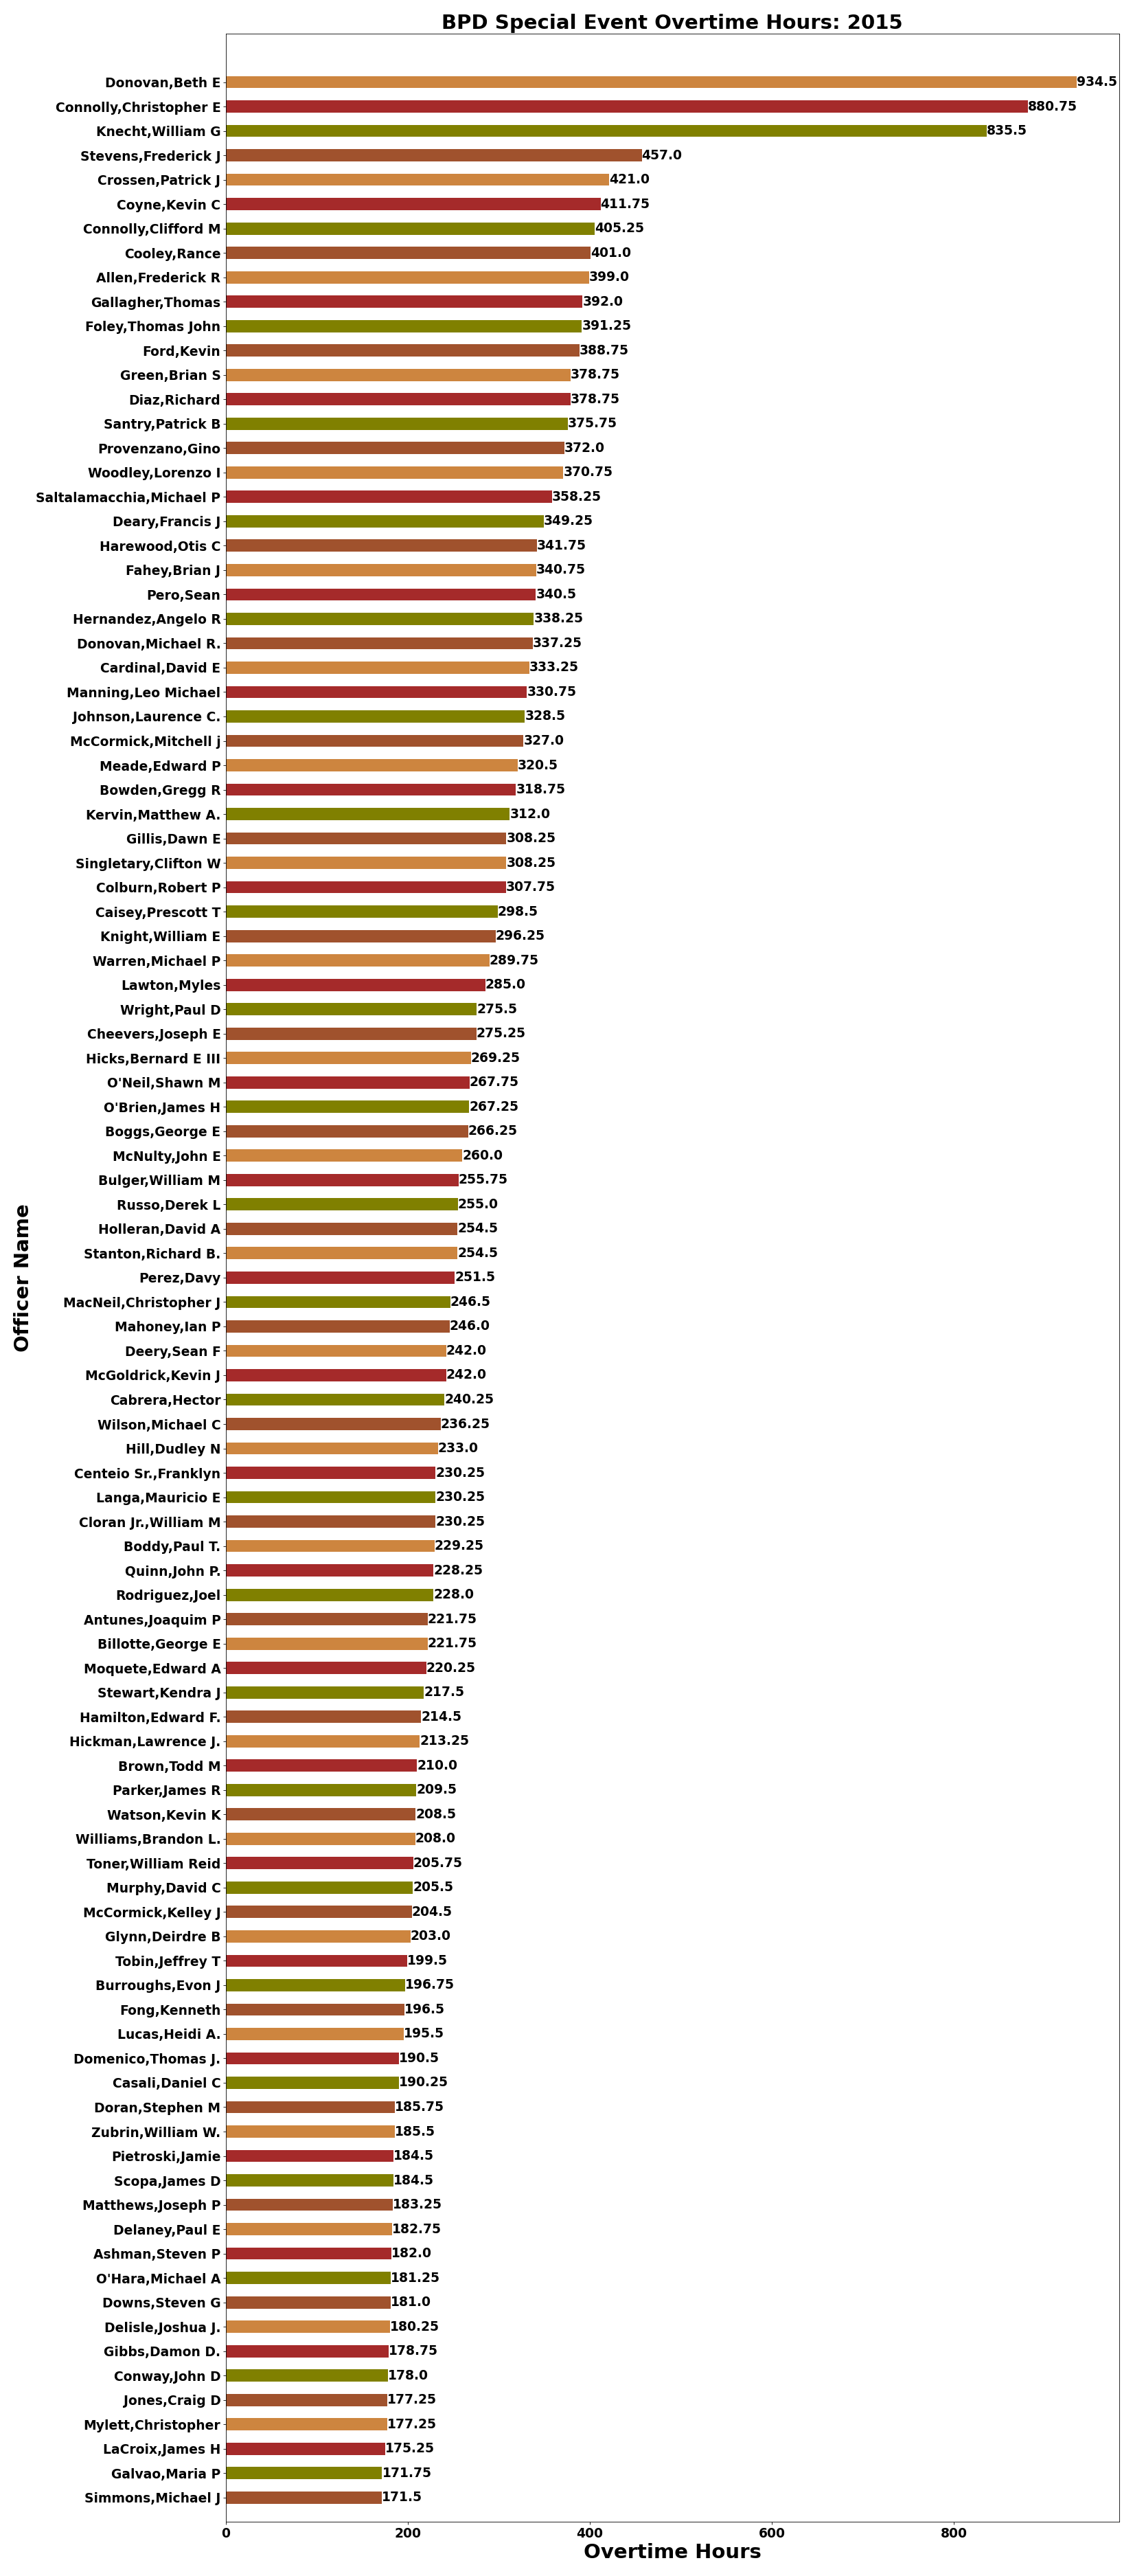 BPD Special Event Overtime Hours: 2015
Donovan,Beth E 934.5
Connolly,Christopher E 880.75
Knecht,William G 835.5
Stevens,Frederick J 457.0
Crossen,Patrick J 421.0
Coyne,Kevin C 411.75
Connolly,Clifford M 405.25
Cooley,Rance 401.0
Allen,Frederick R 399.0
Gallagher,Thomas 392.0
Foley,Thomas John 391.25
Ford,Kevin 388.75
Green,Brian S 378.75
Diaz,Richard 378.75
Santry,Patrick B 375.75
Provenzano,Gino 372.0
Woodley,Lorenzo I 370.75
Saltalamacchia,Michael P 358.25
Deary,Francis J 349.25
Harewood,Otis C 341.75
Fahey,Brian J 340.75
Pero,Sean 340.5
Hernandez,Angelo R 338.25
Donovan,Michael R. 337.25
Cardinal,David E 333.25
Manning,Leo Michael 330.75
Johnson,Laurence C. 328.5
McCormick,Mitchell j 327.0
Meade,Edward P 320.5
Bowden,Gregg R 318.75
Kervin,Matthew A. 312.0
Gillis,Dawn E 308.25
Singletary,Clifton W 308.25
Colburn,Robert P 307.75
Caisey,Prescott T 298.5
Knight,William E 296.25
Warren,Michael P 289.75
Lawton,Myles 285.0
Wright,Paul D 275.5
Cheevers,Joseph E 275.25
Hicks,Bernard E III 269.25
O'Neil,Shawn M 267.75
O'Brien,James H 267.25
Boggs,George E 266.25
McNulty,John E 260.0
Bulger,William M 255.75
Russo,Derek L 255.0
Holleran,David A 254.5
Stanton,Richard B. 254.5
Perez,Davy 251.5
MacNeil,Christopher J 246.5
Mahoney,Ian P 246.0
Deery,Sean F 242.0
McGoldrick,Kevin J 242.0
Cabrera,Hector 240.25
Wilson,Michael C 236.25
Hill,Dudley N 233.0
Centeio Sr.,Franklyn 230.25
Langa,Mauricio E 230.25
Cloran Jr.,William M 230.25
Boddy,Paul T. 229.25
Quinn,John P. 228.25
Rodriguez,Joel 228.0
Antunes,Joaquim P 221.75
Billotte,George E 221.75
Moquete,Edward A 220.25
Stewart,Kendra J 217.5
Hamilton,Edward F. 214.5
Hickman,Lawrence J. 213.25
Brown,Todd M 210.0
Parker,James R 209.5
Watson,Kevin K 208.5
Williams,Brandon L. 208.0
Toner,William Reid 205.75
Murphy,David C 205.5
McCormick,Kelley J 204.5
Glynn,Deirdre B 203.0
Tobin,Jeffrey T 199.5
Burroughs,Evon J 196.75
Fong,Kenneth 196.5
Lucas,Heidi A. 195.5
Domenico,Thomas J. 190.5
Casali,Daniel C 190.25
Doran,Stephen M 185.75
Zubrin,William W. 185.5
Pietroski,Jamie 184.5
Scopa,James D 184.5
Matthews,Joseph P 183.25
Delaney,Paul E 182.75
Ashman,Steven P 182.0
O'Hara,Michael A 181.25
Downs,Steven G 181.0
Delisle,Joshua J. 180.25
Gibbs,Damon D. 178.75
Conway,John D 178.0
Jones,Craig D 177.25
Mylett,Christopher 177.25
LaCroix,James H 175.25
Galvao,Maria P 171.75
Simmons,Michael J 171.5
0 200 400 600 800
Overtime Hours
Officer Name